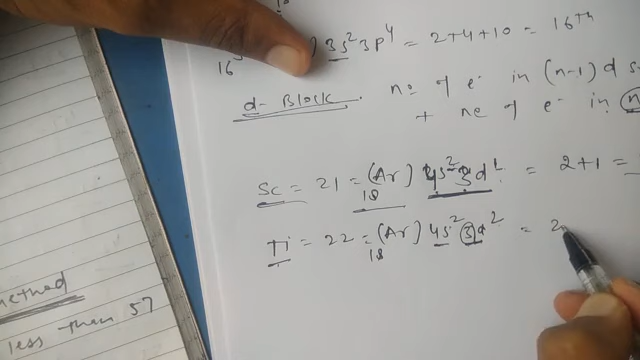 16
) 3s² 3p⁴ = 2+4+10 = 16th
d-Block. no of e⁻ in (n-1) d
+ no of e⁻ in n
Sc = 21 = (Ar) 4s² 3d¹ = 2+1 =
18
Ti = 22 = (Ar) 4s² 3d² = 2
18
method
less than 57